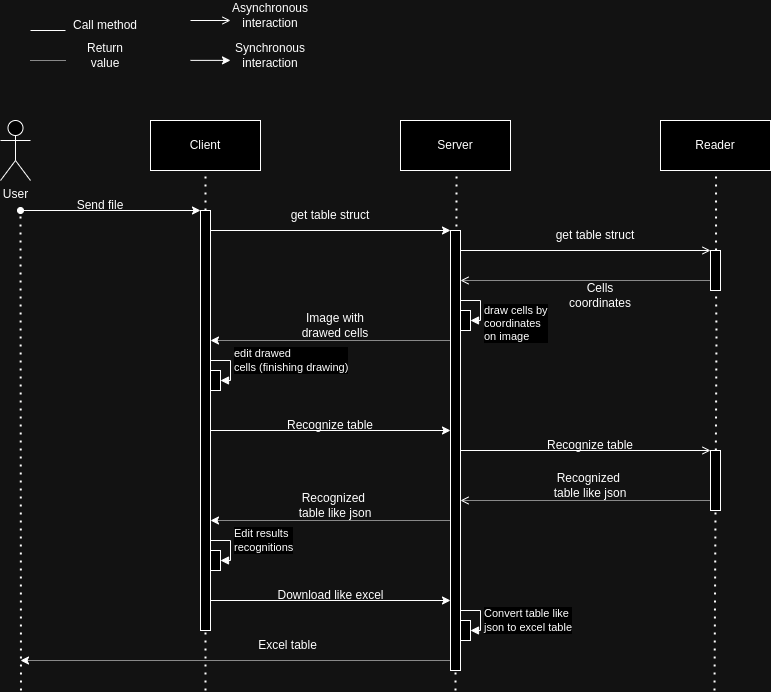 Call method
Asynchronous
interaction
Return
value
Synchronous
interaction
Client
Server
Reader
User
Send file
get table struct
get table struct
Cells
coordinates
draw cells by
coordinates
on image
Image with
drawed cells
edit drawed
cells (finishing drawing)
Recognize table
Recognize table
Recognized
table like json
Recognized
table like json
Edit results
recognitions
Download like excel
Convert table like
json to excel table
Excel table